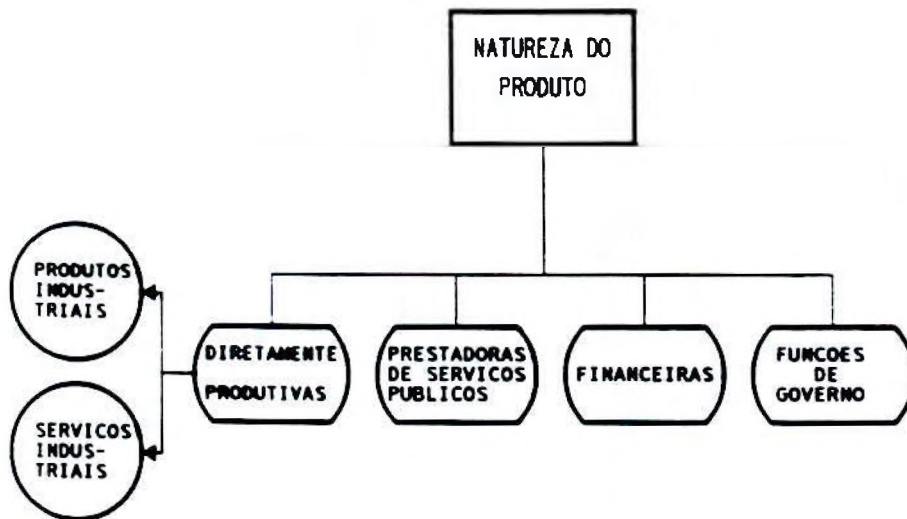 NATUREZA DO
PRODUTO
PRODUTOS
INDUS-
TRIAIS
DIRETAMENTE
PRODUTIVAS
PRESTADORAS
DE SERVICOS
PUBLICOS
FINANCEIRAS
FUNCOES
DE
GOVERNO
SERVICOS
INDUS-
TRIAIS